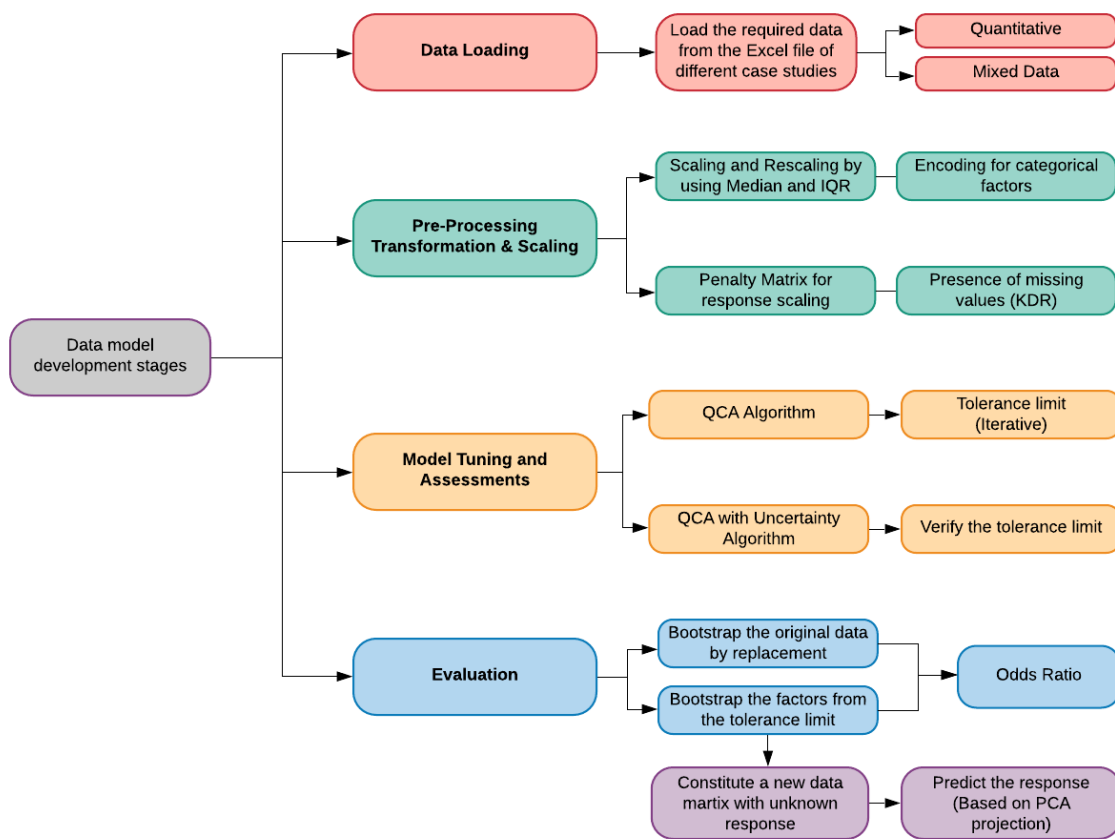 Data model
development stages
Data Loading
Load the required data
from the Excel file of
different case studies
Quantitative
Mixed Data
Pre-Processing
Transformation & Scaling
Scaling and Rescaling by
using Median and IQR
Encoding for categorical
factors
Penalty Matrix for
response scaling
Presence of missing
values (KDR)
Model Tuning and
Assessments
QCA Algorithm
Tolerance limit
(Iterative)
QCA with Uncertainty
Algorithm
Verify the tolerance limit
Evaluation
Bootstrap the original data
by replacement
Bootstrap the factors from
the tolerance limit
Odds Ratio
Constitute a new data
martix with unknown
response
Predict the response
(Based on PCA
projection)